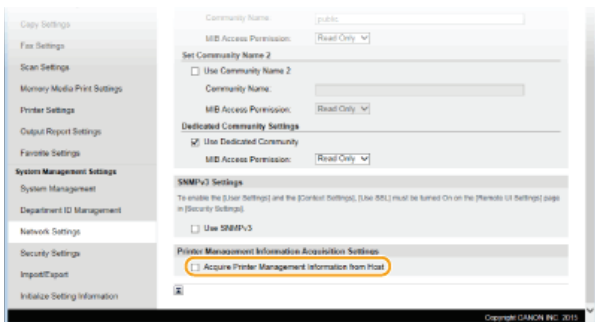 Copy Settings
Fax Settings
Scan Settings
Memory Media Print Settings
Printer Settings
Output Report Settings
Favorite Settings
System Management Settings
System Management
Department ID Management
Network Settings
Security Settings
Import/Export
Initialize Setting Information
Community Name:
public
MIB Access Permission:
Read Only
Set Community Name 2
Use Community Name 2
Community Name:
MIB Access Permission:
Read Only
Dedicated Community Settings
Use Dedicated Community
MIB Access Permission:
Read Only
SNMPv3 Settings
To enable the [User Settings] and the [Context Settings], [Use SSL] must be turned On on the [Remote UI Settings] page
in [Security Settings].
Use SNMPv3
Printer Management Information Acquisition Settings
Acquire Printer Management Information from Host
Copyright CANON INC. 2015